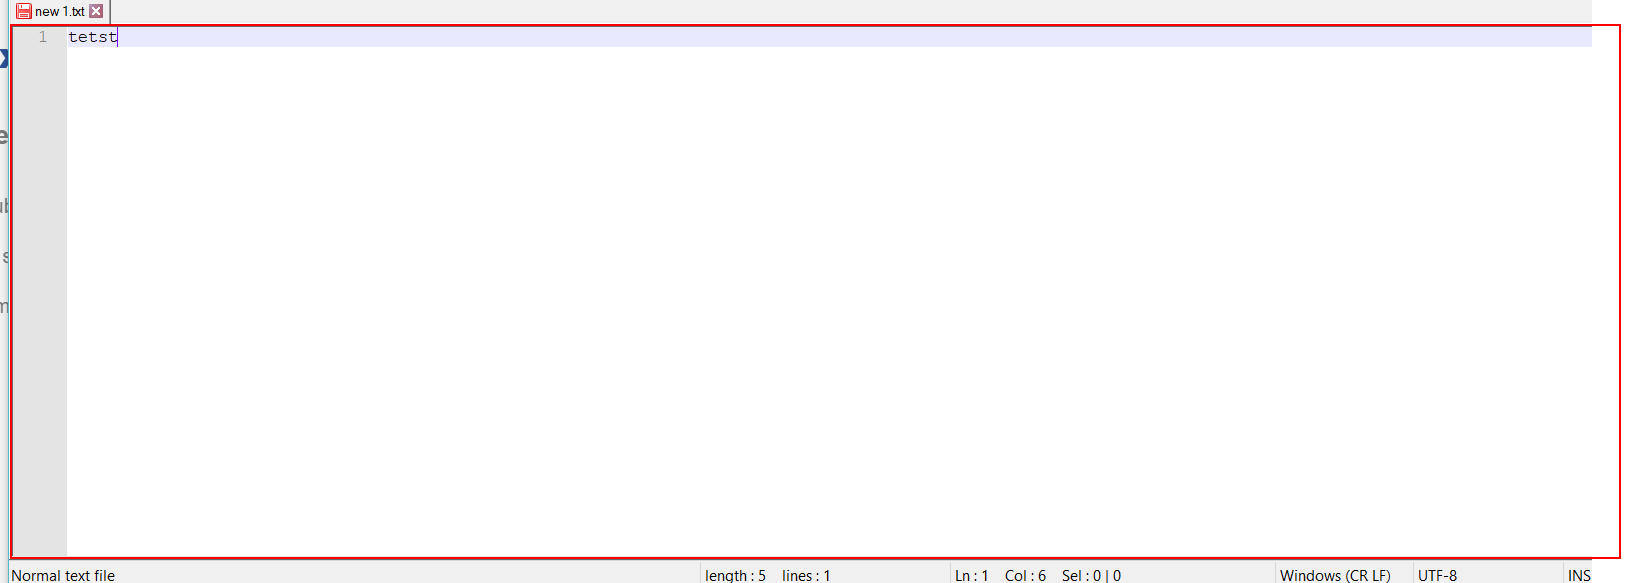 new 1.txt
1 tetst
Normal text file length : 5 lines : 1 Ln : 1 Col : 6 Sel : 0 | 0 Windows (CR LF) UTF-8 INS